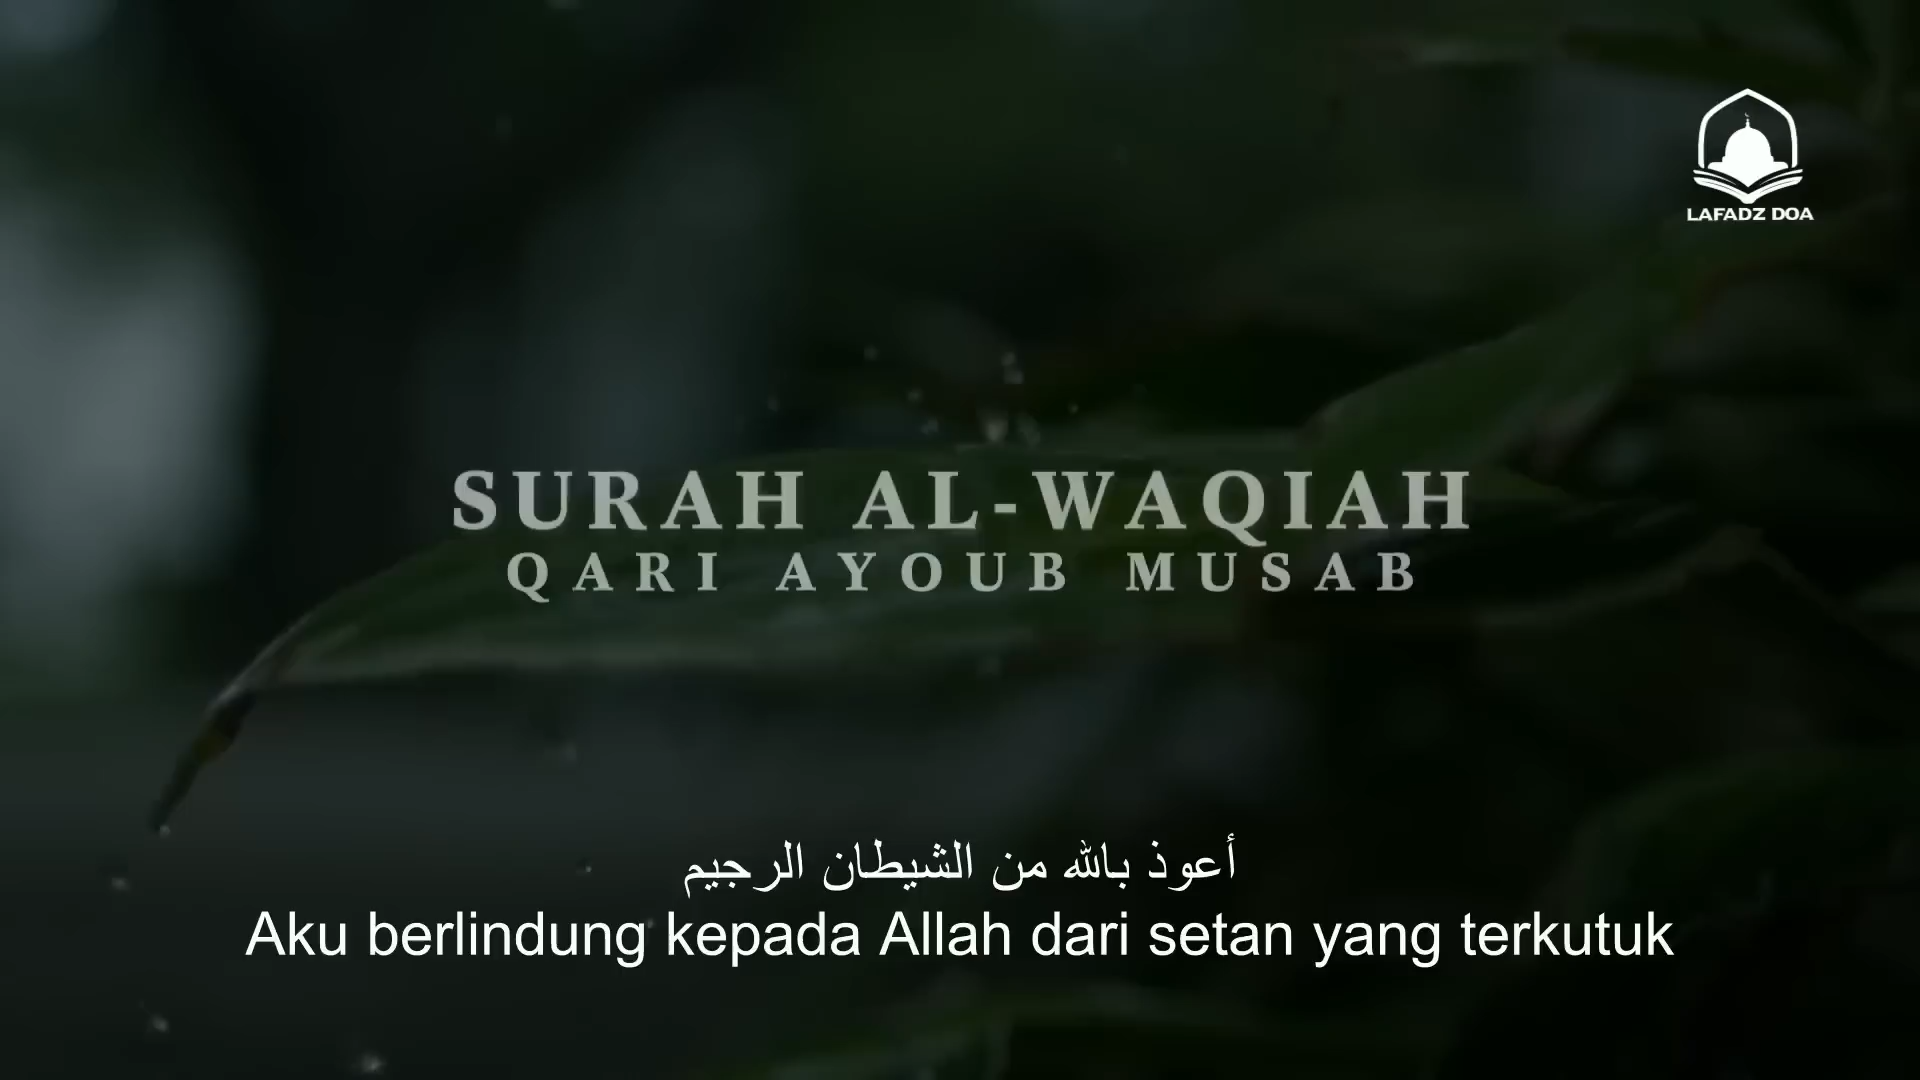 LAFADZ DOA
SURAH AL-WAQIAH
QARI AYOUB MUSAB
أعوذ بالله من الشيطان الرجيم
Aku berlindung kepada Allah dari setan yang terkutuk